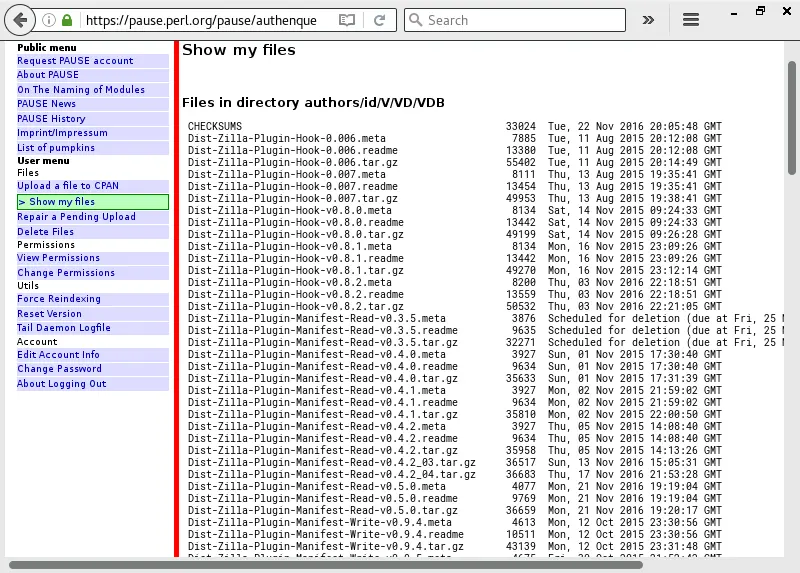 https://pause.perl.org/pause/authenque
Search
Public menu
Request PAUSE account
About PAUSE
On The Naming of Modules
PAUSE News
PAUSE History
Imprint/Impressum
List of pumpkins
User menu
Files
Upload a file to CPAN
> Show my files
Repair a Pending Upload
Delete Files
Permissions
View Permissions
Change Permissions
Utils
Force Reindexing
Reset Version
Tail Daemon Logfile
Account
Edit Account Info
Change Password
About Logging Out
Show my files
Files in directory authors/id/V/VD/VDB
CHECKSUMS 33024 Tue, 22 Nov 2016 20:05:48 GMT
Dist-Zilla-Plugin-Hook-0.006.meta 7885 Tue, 11 Aug 2015 20:12:08 GMT
Dist-Zilla-Plugin-Hook-0.006.readme 13380 Tue, 11 Aug 2015 20:12:08 GMT
Dist-Zilla-Plugin-Hook-0.006.tar.gz 55402 Tue, 11 Aug 2015 20:14:49 GMT
Dist-Zilla-Plugin-Hook-0.007.meta 8111 Thu, 13 Aug 2015 19:35:41 GMT
Dist-Zilla-Plugin-Hook-0.007.readme 13454 Thu, 13 Aug 2015 19:35:41 GMT
Dist-Zilla-Plugin-Hook-0.007.tar.gz 49953 Thu, 13 Aug 2015 19:38:41 GMT
Dist-Zilla-Plugin-Hook-v0.8.0.meta 8134 Sat, 14 Nov 2015 09:24:33 GMT
Dist-Zilla-Plugin-Hook-v0.8.0.readme 13442 Sat, 14 Nov 2015 09:24:33 GMT
Dist-Zilla-Plugin-Hook-v0.8.0.tar.gz 49199 Sat, 14 Nov 2015 09:26:28 GMT
Dist-Zilla-Plugin-Hook-v0.8.1.meta 8134 Mon, 16 Nov 2015 23:09:26 GMT
Dist-Zilla-Plugin-Hook-v0.8.1.readme 13442 Mon, 16 Nov 2015 23:09:26 GMT
Dist-Zilla-Plugin-Hook-v0.8.1.tar.gz 49270 Mon, 16 Nov 2015 23:12:14 GMT
Dist-Zilla-Plugin-Hook-v0.8.2.meta 8200 Thu, 03 Nov 2016 22:18:51 GMT
Dist-Zilla-Plugin-Hook-v0.8.2.readme 13559 Thu, 03 Nov 2016 22:18:51 GMT
Dist-Zilla-Plugin-Hook-v0.8.2.tar.gz 50532 Thu, 03 Nov 2016 22:21:05 GMT
Dist-Zilla-Plugin-Manifest-Read-v0.3.5.meta 3876 Scheduled for deletion (due at Fri, 25
Dist-Zilla-Plugin-Manifest-Read-v0.3.5.readme 9635 Scheduled for deletion (due at Fri, 25
Dist-Zilla-Plugin-Manifest-Read-v0.3.5.tar.gz 32271 Scheduled for deletion (due at Fri, 25
Dist-Zilla-Plugin-Manifest-Read-v0.4.0.meta 3927 Sun, 01 Nov 2015 17:30:40 GMT
Dist-Zilla-Plugin-Manifest-Read-v0.4.0.readme 9634 Sun, 01 Nov 2015 17:30:40 GMT
Dist-Zilla-Plugin-Manifest-Read-v0.4.0.tar.gz 35633 Sun, 01 Nov 2015 17:31:39 GMT
Dist-Zilla-Plugin-Manifest-Read-v0.4.1.meta 3927 Mon, 02 Nov 2015 21:59:02 GMT
Dist-Zilla-Plugin-Manifest-Read-v0.4.1.readme 9634 Mon, 02 Nov 2015 21:59:02 GMT
Dist-Zilla-Plugin-Manifest-Read-v0.4.1.tar.gz 35810 Mon, 02 Nov 2015 22:00:50 GMT
Dist-Zilla-Plugin-Manifest-Read-v0.4.2.meta 3927 Thu, 05 Nov 2015 14:08:40 GMT
Dist-Zilla-Plugin-Manifest-Read-v0.4.2.readme 9634 Thu, 05 Nov 2015 14:08:40 GMT
Dist-Zilla-Plugin-Manifest-Read-v0.4.2.tar.gz 35958 Thu, 05 Nov 2015 14:13:26 GMT
Dist-Zilla-Plugin-Manifest-Read-v0.4.2_03.tar.gz 36517 Sun, 13 Nov 2016 15:05:31 GMT
Dist-Zilla-Plugin-Manifest-Read-v0.4.2_04.tar.gz 36683 Thu, 17 Nov 2016 21:53:28 GMT
Dist-Zilla-Plugin-Manifest-Read-v0.5.0.meta 4077 Mon, 21 Nov 2016 19:19:04 GMT
Dist-Zilla-Plugin-Manifest-Read-v0.5.0.readme 9769 Mon, 21 Nov 2016 19:19:04 GMT
Dist-Zilla-Plugin-Manifest-Read-v0.5.0.tar.gz 36659 Mon, 21 Nov 2016 19:20:17 GMT
Dist-Zilla-Plugin-Manifest-Write-v0.9.4.meta 4613 Mon, 12 Oct 2015 23:30:56 GMT
Dist-Zilla-Plugin-Manifest-Write-v0.9.4.readme 10511 Mon, 12 Oct 2015 23:30:56 GMT
Dist-Zilla-Plugin-Manifest-Write-v0.9.4.tar.gz 43139 Mon, 12 Oct 2015 23:31:48 GMT